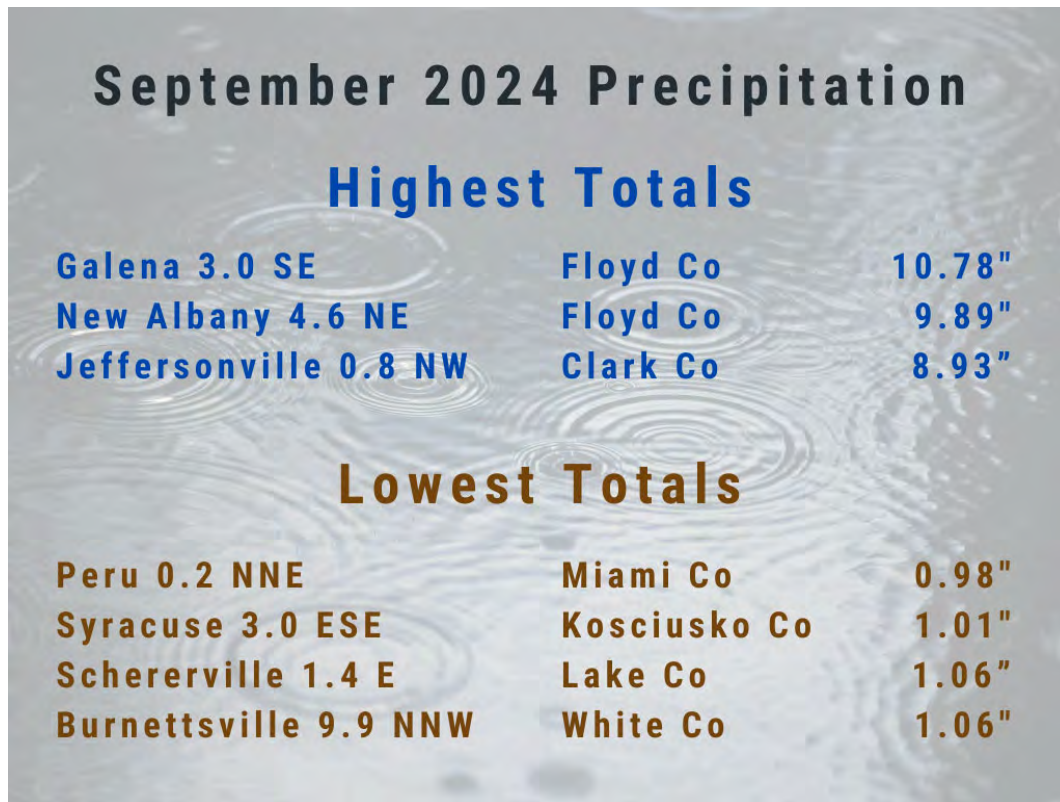 September 2024 Precipitation
Highest Totals
Galena 3.0 SE Floyd Co 10.78"
New Albany 4.6 NE Floyd Co 9.89"
Jeffersonville 0.8 NW Clark Co 8.93”
Lowest Totals
Peru 0.2 NNE Miami Co 0.98"
Syracuse 3.0 ESE Kosciusko Co 1.01"
Schererville 1.4 E Lake Co 1.06”
Burnettsville 9.9 NNW White Co 1.06"